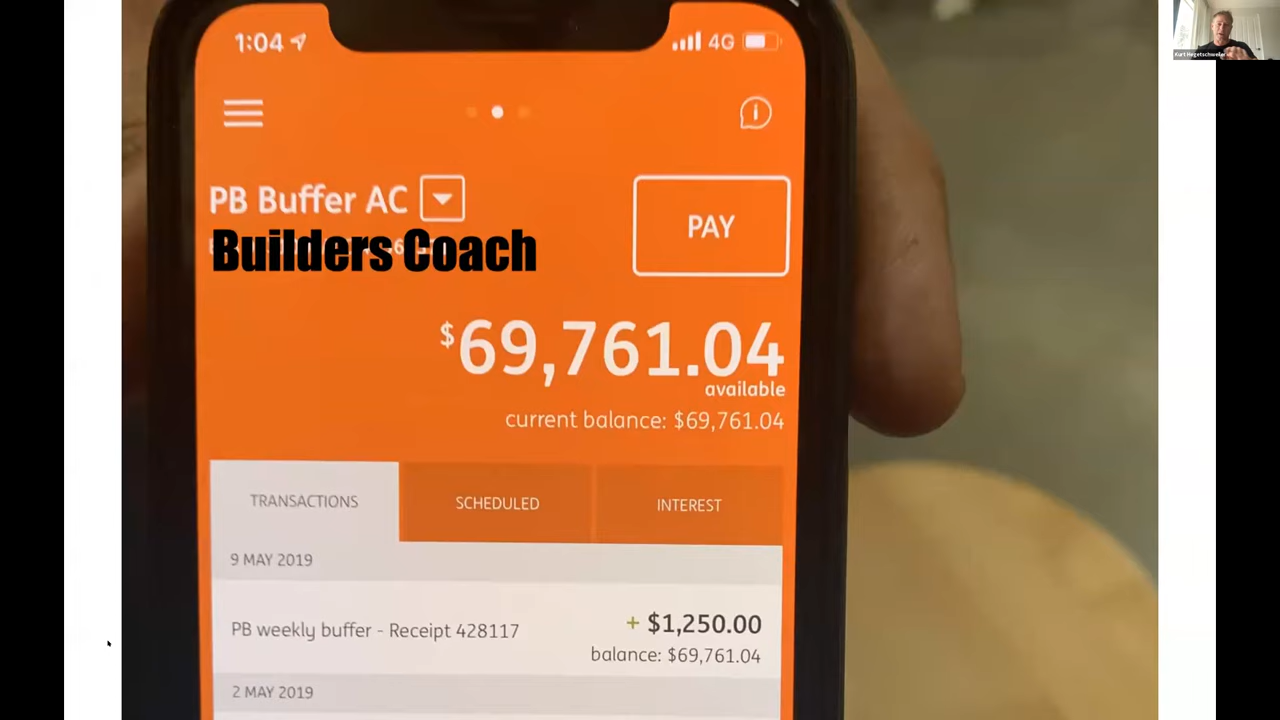 1:04
4G
PB Buffer AC
Builders Coach
PAY
$69,761.04
available
current balance: $69,761.04
TRANSACTIONS
SCHEDULED
INTEREST
9 MAY 2019
PB weekly buffer - Receipt 428117
+ $1,250.00
balance: $69,761.04
2 MAY 2019
Kurt Hegetschweiler